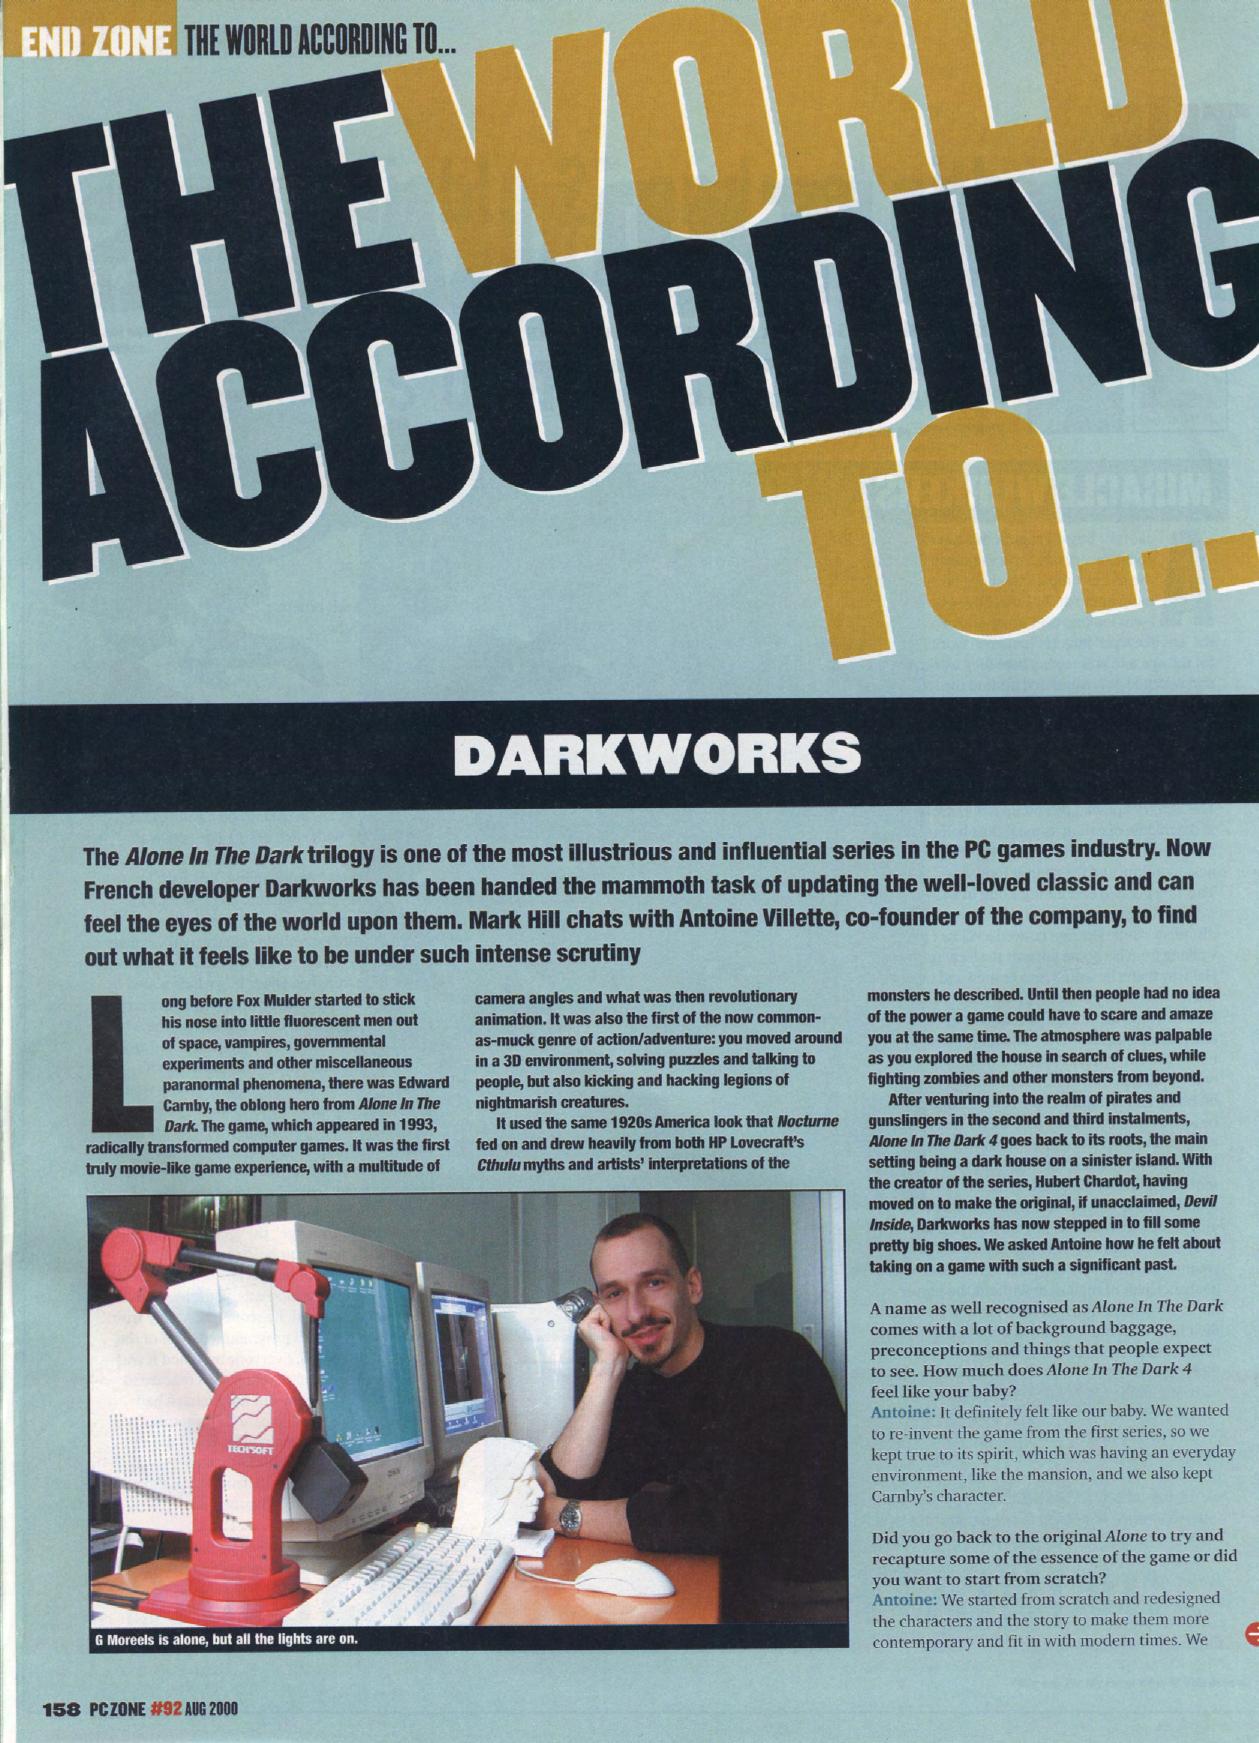 END ZONE THE WORLD ACCORDING TO...
THE WORLD
ACCORDING
TO...
DARKWORKS
The Alone In The Dark trilogy is one of the most illustrious and influential series in the PC games industry. Now
French developer Darkworks has been handed the mammoth task of updating the well-loved classic and can
feel the eyes of the world upon them. Mark Hill chats with Antoine Villette, co-founder of the company, to find
out what it feels like to be under such intense scrutiny
Long before Fox Mulder started to stick
his nose into little fluorescent men out
of space, vampires, governmental
experiments and other miscellaneous
paranormal phenomena, there was Edward
Carnby, the oblong hero from Alone In The
Dark. The game, which appeared in 1993,
radically transformed computer games. It was the first
truly movie-like game experience, with a multitude of
camera angles and what was then revolutionary
animation. It was also the first of the now common-
as-muck genre of action/adventure: you moved around
in a 3D environment, solving puzzles and talking to
people, but also kicking and hacking legions of
nightmarish creatures.
It used the same 1920s America look that Nocturne
fed on and drew heavily from both HP Lovecraft's
Cthulu myths and artists' interpretations of the
monsters he described. Until then people had no idea
of the power a game could have to scare and amaze
you at the same time. The atmosphere was palpable
as you explored the house in search of clues, while
fighting zombies and other monsters from beyond.
After venturing into the realm of pirates and
gunslingers in the second and third instalments,
Alone In The Dark 4 goes back to its roots, the main
setting being a dark house on a sinister island. With
the creator of the series, Hubert Chardot, having
moved on to make the original, if unacclaimed, Devil
Inside, Darkworks has now stepped in to fill some
pretty big shoes. We asked Antoine how he felt about
taking on a game with such a significant past.
A name as well recognised as Alone In The Dark
comes with a lot of background baggage,
preconceptions and things that people expect
to see. How much does Alone In The Dark 4
feel like your baby?
Antoine: It definitely felt like our baby. We wanted
to re-invent the game from the first series, so we
kept true to its spirit, which was having an everyday
environment, like the mansion, and we also kept
Carnby's character.
Did you go back to the original Alone to try and
recapture some of the essence of the game or did
you want to start from scratch?
Antoine: We started from scratch and redesigned
the characters and the story to make them more
contemporary and fit in with modern times. We
TECHSOFT
G Moreels is alone, but all the lights are on.
158 PCZONE #92 AUG 2000